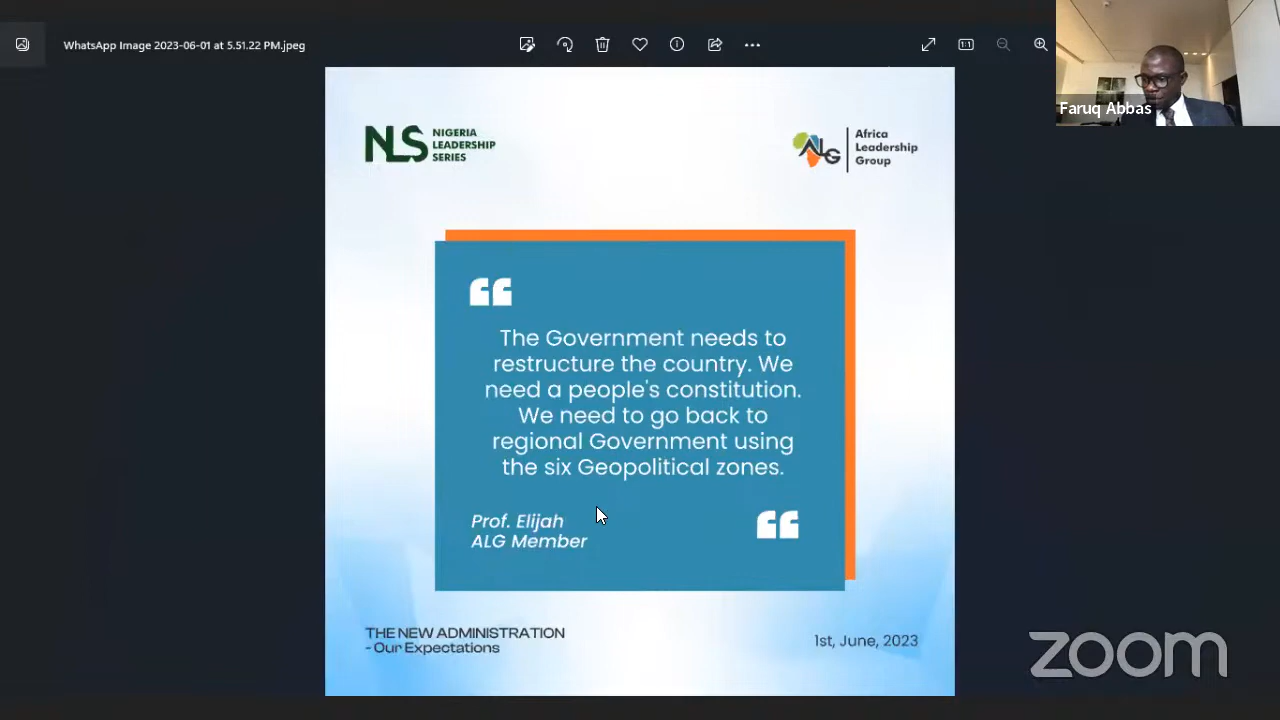 WhatsApp Image 2023-06-01 at 5.51.22 PM.jpeg
1:1
Faruq Abbas
NLS NIGERIA
LEADERSHIP
SERIES
ALG Africa
Leadership
Group
“
The Government needs to
restructure the country. We
need a people's constitution.
We need to go back to
regional Government using
the six Geopolitical zones.
Prof. Elijah
ALG Member
“
THE NEW ADMINISTRATION
- Our Expectations
1st, June, 2023
zoom